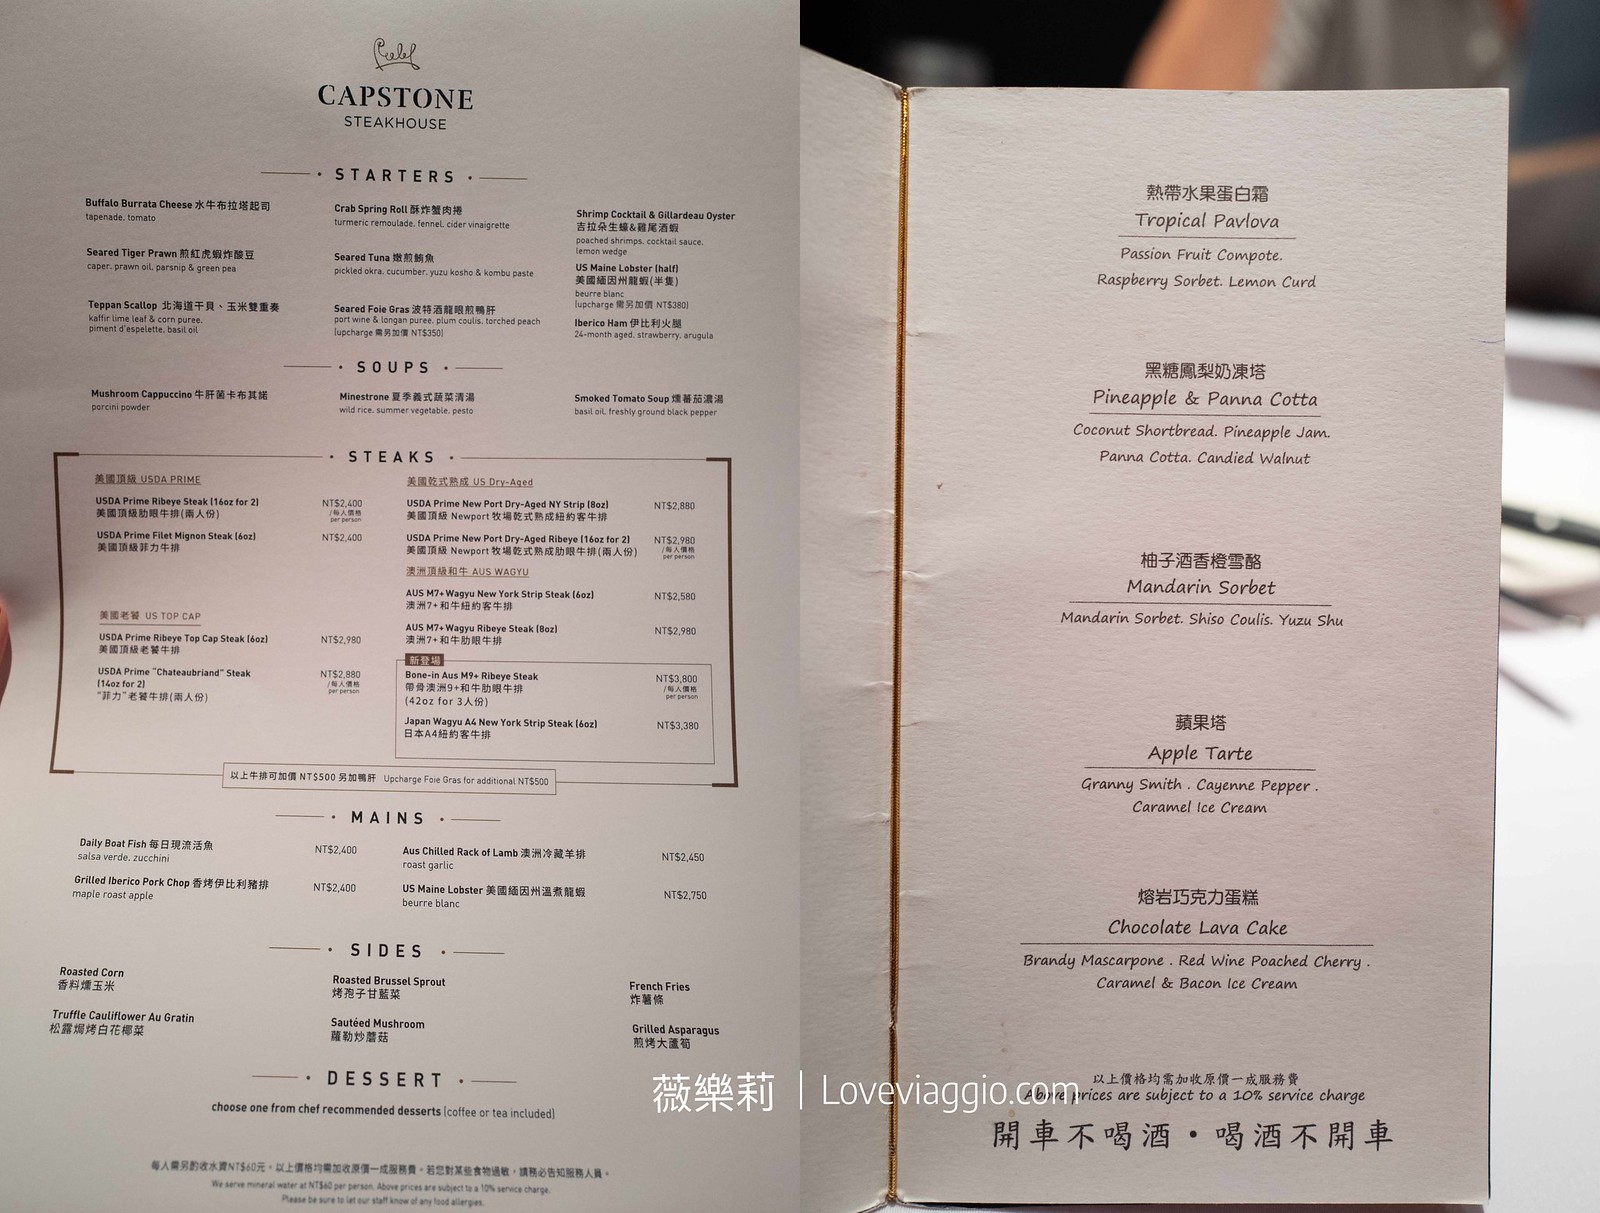 CAPSTONE
STEAKHOUSE
STARTERS
Buffalo Burrata Cheese 水牛布拉塔起司
tapenade. tomato
Seared Tiger Prawn 煎紅虎蝦炸酸豆
caper. prawn oil. parsnip & green pea
Teppan Scallop 北海道干貝、玉米雙重奏
kaffir lime leaf & corn puree.
piment d'espelette. basil oil
Crab Spring Roll 酥炸蟹肉捲
turmeric remoulade. fennel. cider vinaigrette
Seared Tuna 嫩煎鮪魚
pickled okra. cucumber. yuzu kosho & kombu paste
Seared Foie Gras 波特酒龍眼煎鴨肝
port wine & longan puree. plum coulis. torched peach
(upcharge 需另加價 NT$350)
Shrimp Cocktail & Gillardeau Oyster
吉拉朵生蠔&雞尾酒蝦
poached shrimps. cocktail sauce.
lemon wedge
US Maine Lobster (half)
美國緬因州龍蝦(半隻)
beurre blanc
(upcharge 需另加價 NT$380)
Iberico Ham 伊比利火腿
24-month aged. strawberry. arugula
SOUPS
Mushroom Cappuccino 牛肝菌卡布其諾
porcini powder
Minestrone 夏季義式蔬菜清湯
wild rice. summer vegetable. pesto
Smoked Tomato Soup 燻蕃茄濃湯
basil oil. freshly ground black pepper
STEAKS
美國頂級 USDA PRIME
USDA Prime Ribeye Steak (16oz for 2) NT$2,400
美國頂級肋眼牛排(兩人份) /每人價格
per person
USDA Prime Filet Mignon Steak (6oz) NT$2,400
美國頂級菲力牛排
美國老饕 US TOP CAP
USDA Prime Ribeye Top Cap Steak (6oz) NT$2,980
美國頂級老饕牛排
USDA Prime "Chateaubriand" Steak NT$2,880
(14oz for 2) /每人價格
per person
"菲力"老饕牛排(兩人份)
美國乾式熟成 US Dry-Aged
USDA Prime New Port Dry-Aged NY Strip (8oz) NT$2,880
美國頂級 Newport 牧場乾式熟成紐約客牛排
USDA Prime New Port Dry-Aged Ribeye (16oz for 2) NT$2,980
美國頂級 Newport 牧場乾式熟成肋眼牛排(兩人份) /每人價格
per person
澳洲頂級和牛 AUS WAGYU
AUS M7+ Wagyu New York Strip Steak (6oz) NT$2,580
澳洲7+和牛紐約客牛排
AUS M7+ Wagyu Ribeye Steak (8oz) NT$2,980
澳洲7+和牛肋眼牛排
新登場
Bone-in Aus M9+ Ribeye Steak NT$3,800
帶骨澳洲9+和牛肋眼牛排 /每人價格
per person
(42oz for 3人份)
Japan Wagyu A4 New York Strip Steak (6oz) NT$3,380
日本A4紐約客牛排
以上牛排可加價 NT$500 另加鴨肝 Upcharge Foie Gras for additional NT$500
MAINS
Daily Boat Fish 每日現流活魚 NT$2,400
salsa verde. zucchini
Grilled Iberico Pork Chop 香烤伊比利豬排 NT$2,400
maple roast apple
Aus Chilled Rack of Lamb 澳洲冷藏羊排 NT$2,450
roast garlic
US Maine Lobster 美國緬因州溫煮龍蝦 NT$2,750
beurre blanc
SIDES
Roasted Corn
香料燻玉米
Truffle Cauliflower Au Gratin
松露焗烤白花椰菜
Roasted Brussel Sprout
烤孢子甘藍菜
Sautéed Mushroom
蘿勒炒蘑菇
French Fries
炸薯條
Grilled Asparagus
煎烤大蘆筍
DESSERT
choose one from chef recommended desserts (coffee or tea included)
每人需另酌收水資NT$60元。以上價格均需加收原價一成服務費。若您對某些食物過敏，請務必告知服務人員。
We serve mineral water at NT$60 per person. Above prices are subject to a 10% service charge.
Please be sure to let our staff know of any food allergies.
熱帶水果蛋白霜
Tropical Pavlova
Passion Fruit Compote.
Raspberry Sorbet. Lemon Curd
黑糖鳳梨奶凍塔
Pineapple & Panna Cotta
Coconut Shortbread. Pineapple Jam.
Panna Cotta. Candied Walnut
柚子酒香橙雪酪
Mandarin Sorbet
Mandarin Sorbet. Shiso Coulis. Yuzu Shu
蘋果塔
Apple Tarte
Granny Smith . Cayenne Pepper .
Caramel Ice Cream
熔岩巧克力蛋糕
Chocolate Lava Cake
Brandy Mascarpone . Red Wine Poached Cherry .
Caramel & Bacon Ice Cream
以上價格均需加收原價一成服務費
Above prices are subject to a 10% service charge
開車不喝酒・喝酒不開車
薇樂莉 | Loveviaggio.com